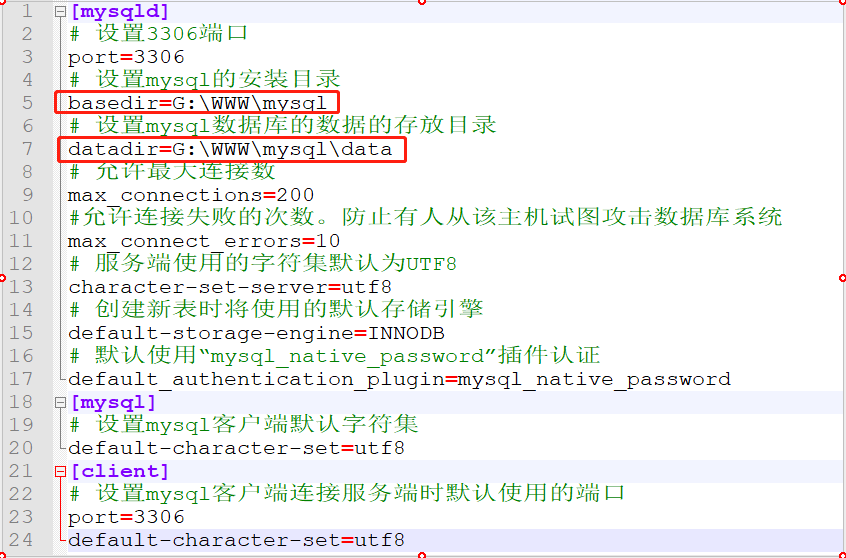 1 [mysqld]
2 # 设置3306端口
3 port=3306
4 # 设置mysql的安装目录
5 basedir=G:\WWW\mysql
6 # 设置mysql数据库的数据的存放目录
7 datadir=G:\WWW\mysql\data
8 # 允许最大连接数
9 max_connections=200
10 #允许连接失败的次数。防止有人从该主机试图攻击数据库系统
11 max_connect_errors=10
12 # 服务端使用的字符集默认为UTF8
13 character-set-server=utf8
14 # 创建新表时将使用的默认存储引擎
15 default-storage-engine=INNODB
16 # 默认使用“mysql_native_password”插件认证
17 default_authentication_plugin=mysql_native_password
18 [mysql]
19 # 设置mysql客户端默认字符集
20 default-character-set=utf8
21 [client]
22 # 设置mysql客户端连接服务端时默认使用的端口
23 port=3306
24 default-character-set=utf8